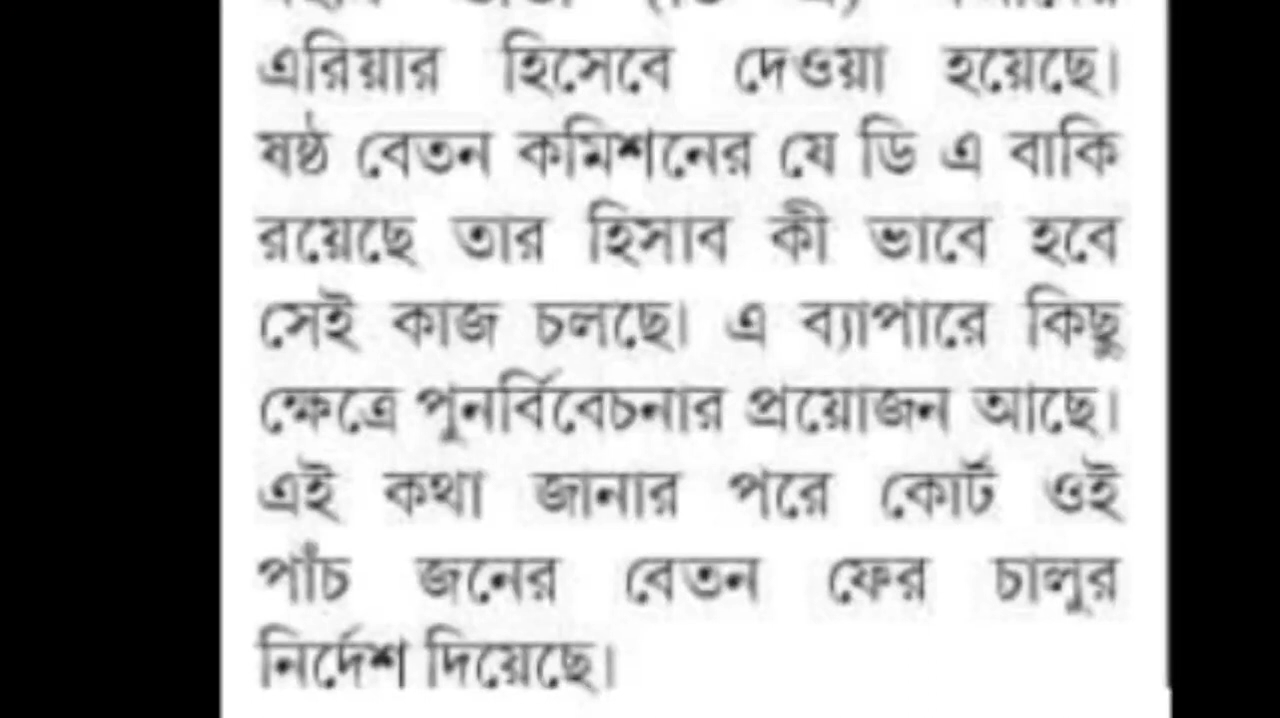 এরিয়ার হিসেবে দেওয়া হয়েছে।
ষষ্ঠ বেতন কমিশনের যে ডি এ বাকি
রয়েছে তার হিসাব কী ভাবে হবে
সেই কাজ চলছে। এ ব্যাপারে কিছু
ক্ষেত্রে পুনর্বিবেচনার প্রয়োজন আছে।
এই কথা জানার পরে কোর্ট ওই
পাঁচ জনের বেতন ফের চালুর
নির্দেশ দিয়েছে।